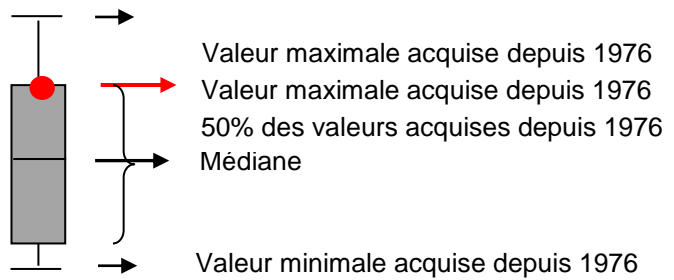 Valeur maximale acquise depuis 1976
Valeur maximale acquise depuis 1976
50% des valeurs acquises depuis 1976
Médiane
Valeur minimale acquise depuis 1976